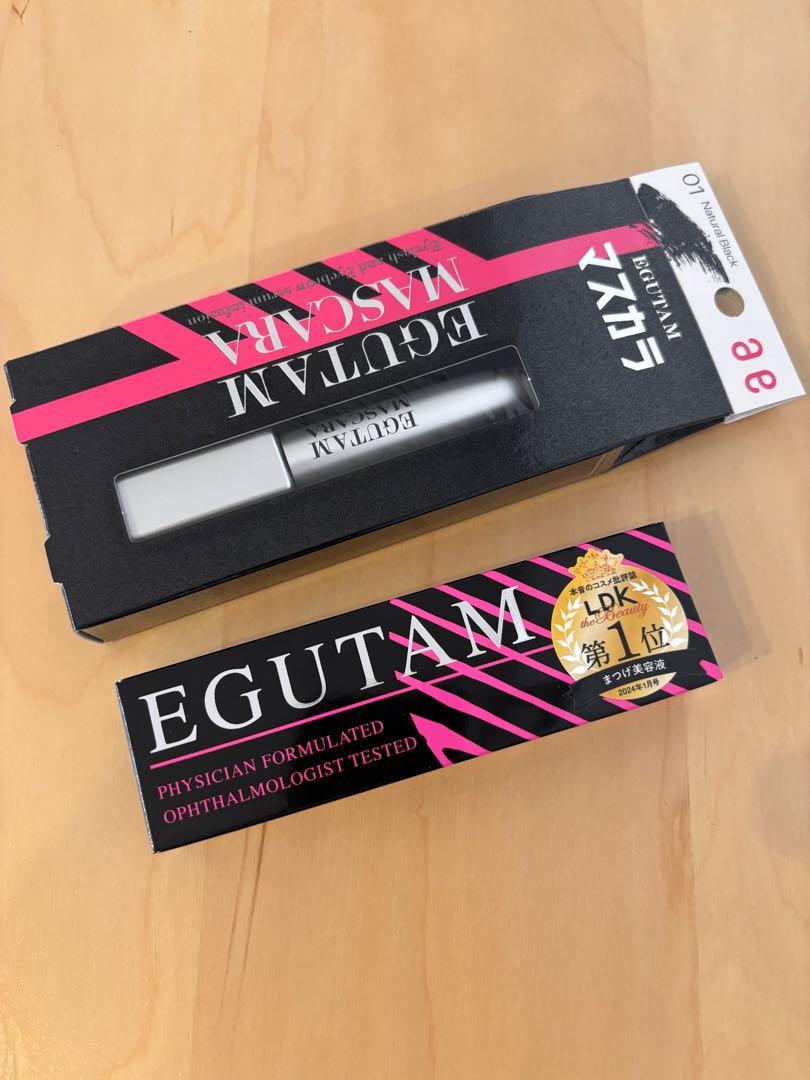 01 Natural Black
ae
EGUTAM
マスカラ
EGUTAM
MASCARA
Eyelash and Eyebrow serum infusion
EGUTAM
MASCARA
EGUTAM
PHYSICIAN FORMULATED
OPHTHALMOLOGIST TESTED
本音のコスメ批評誌
LDK
the Beauty
第1位
まつげ美容液
2024年1月号